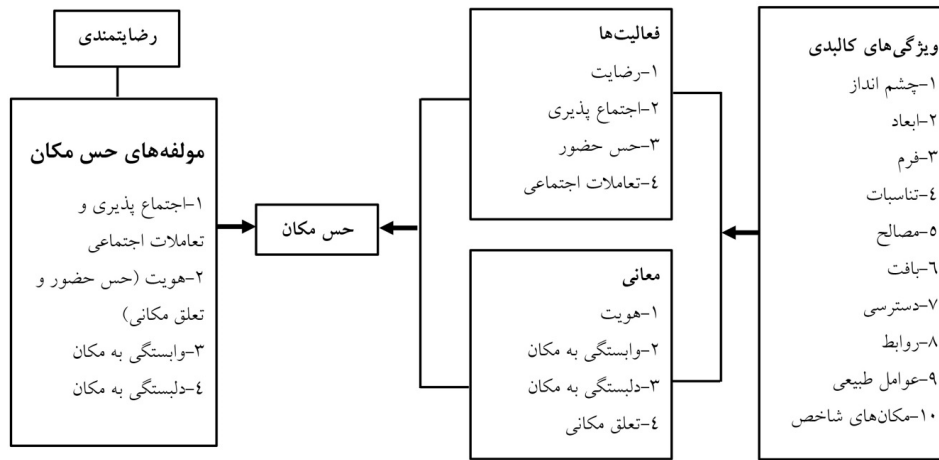 ویژگی‌های کالبدی
۱-چشم انداز
۲-ابعاد
۳-فرم
٤-تناسبات
۵-مصالح
۶-بافت
۷-دسترسی
۸-روابط
۹-عوامل طبیعی
۱۰-مکان‌های شاخص
فعالیت‌ها
۱-رضایت
۲-اجتماع پذیری
۳-حس حضور
٤-تعاملات اجتماعی
معانی
۱-هویت
۲-وابستگی به مکان
۳-دلبستگی به مکان
٤-تعلق مکانی
حس مکان
رضایتمندی
مولفه‌های حس مکان
۱-اجتماع پذیری و
تعاملات اجتماعی
۲-هویت (حس حضور و
تعلق مکانی)
۳-وابستگی به مکان
٤-دلبستگی به مکان